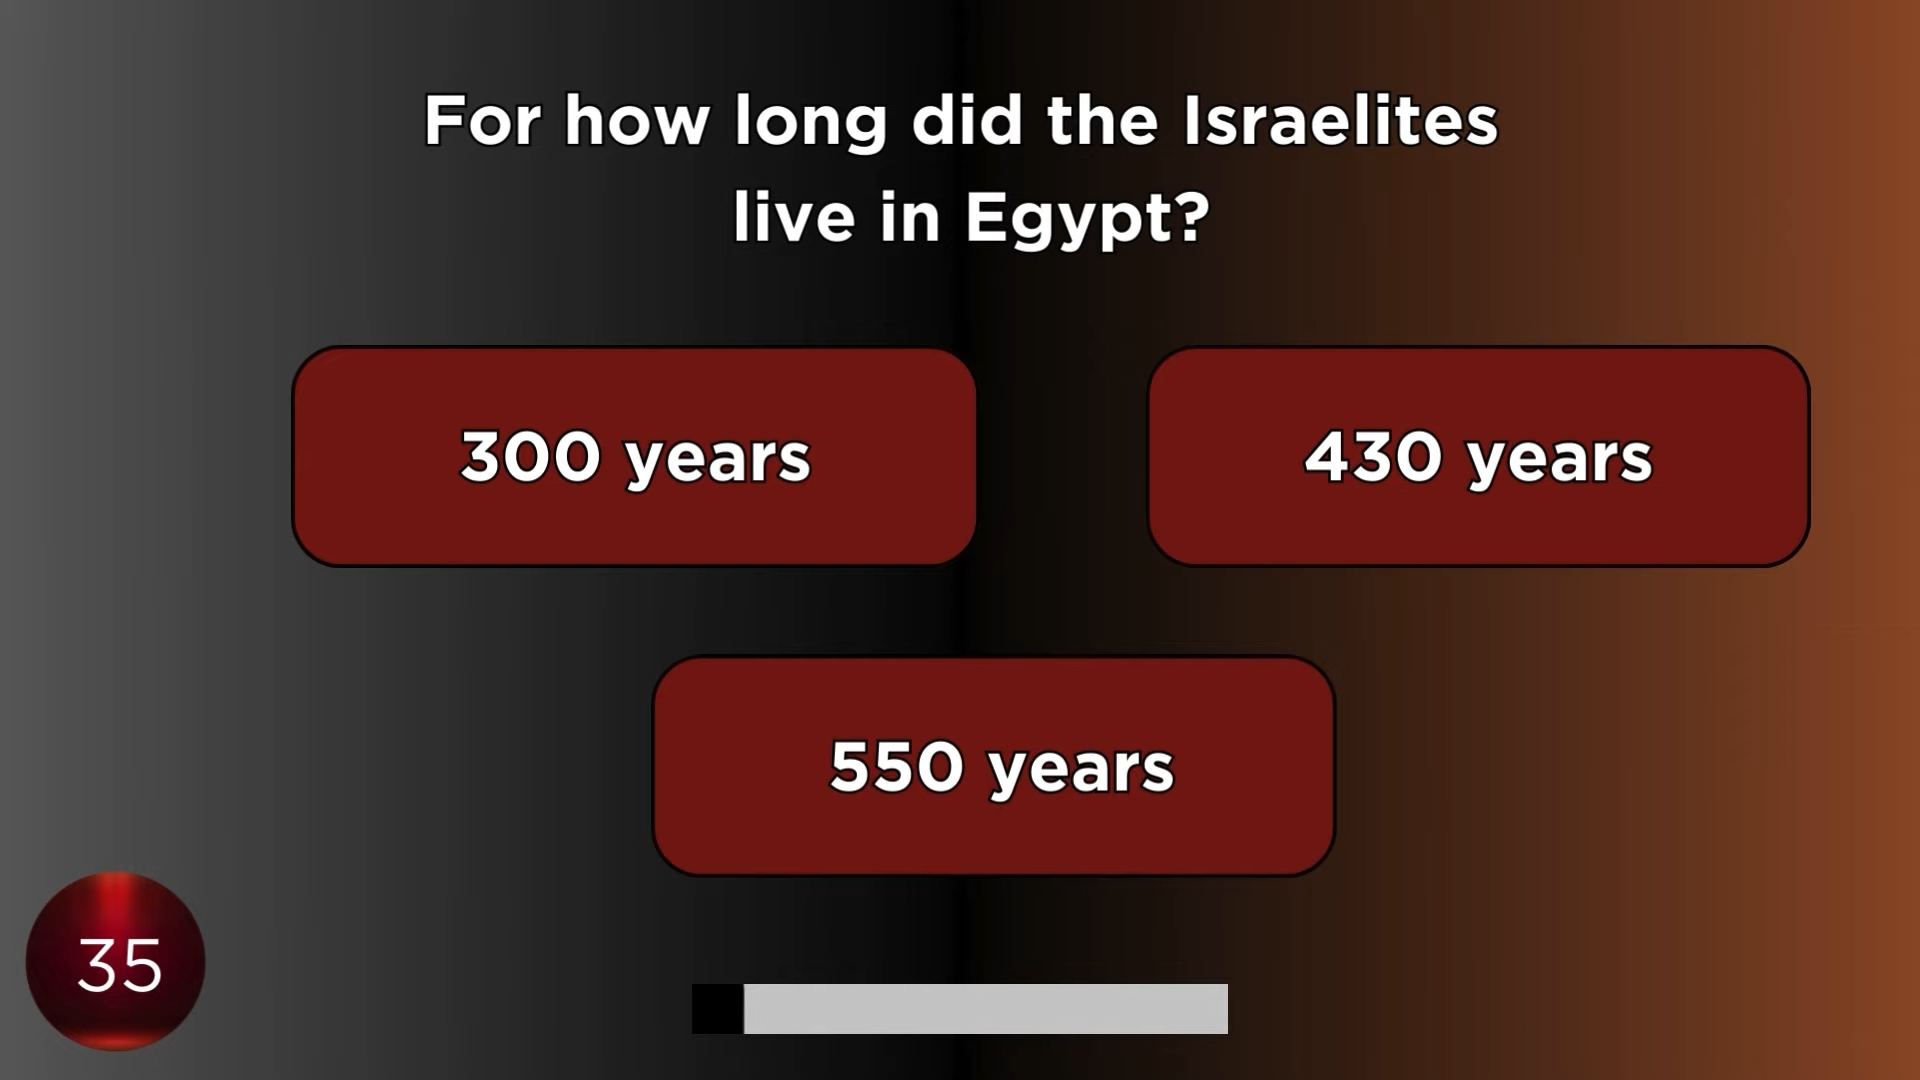 For how long did the Israelites
live in Egypt?
300 years
430 years
550 years
35